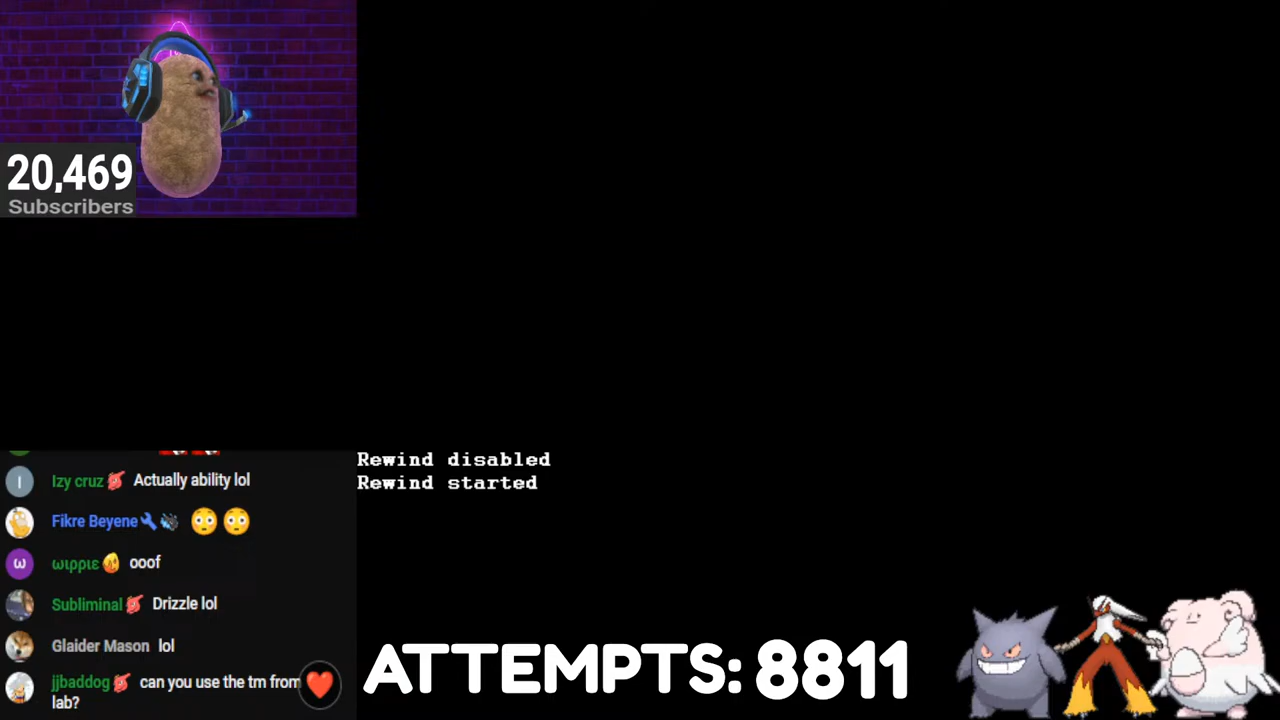 20,469
Subscribers
Rewind disabled
Rewind started
I
Izy cruz Actually ability lol
Fikre Beyene
ω
ωιρριε ooof
Subliminal Drizzle lol
Glaider Mason lol
jjbaddog can you use the tm from
lab?
ATTEMPTS: 8811